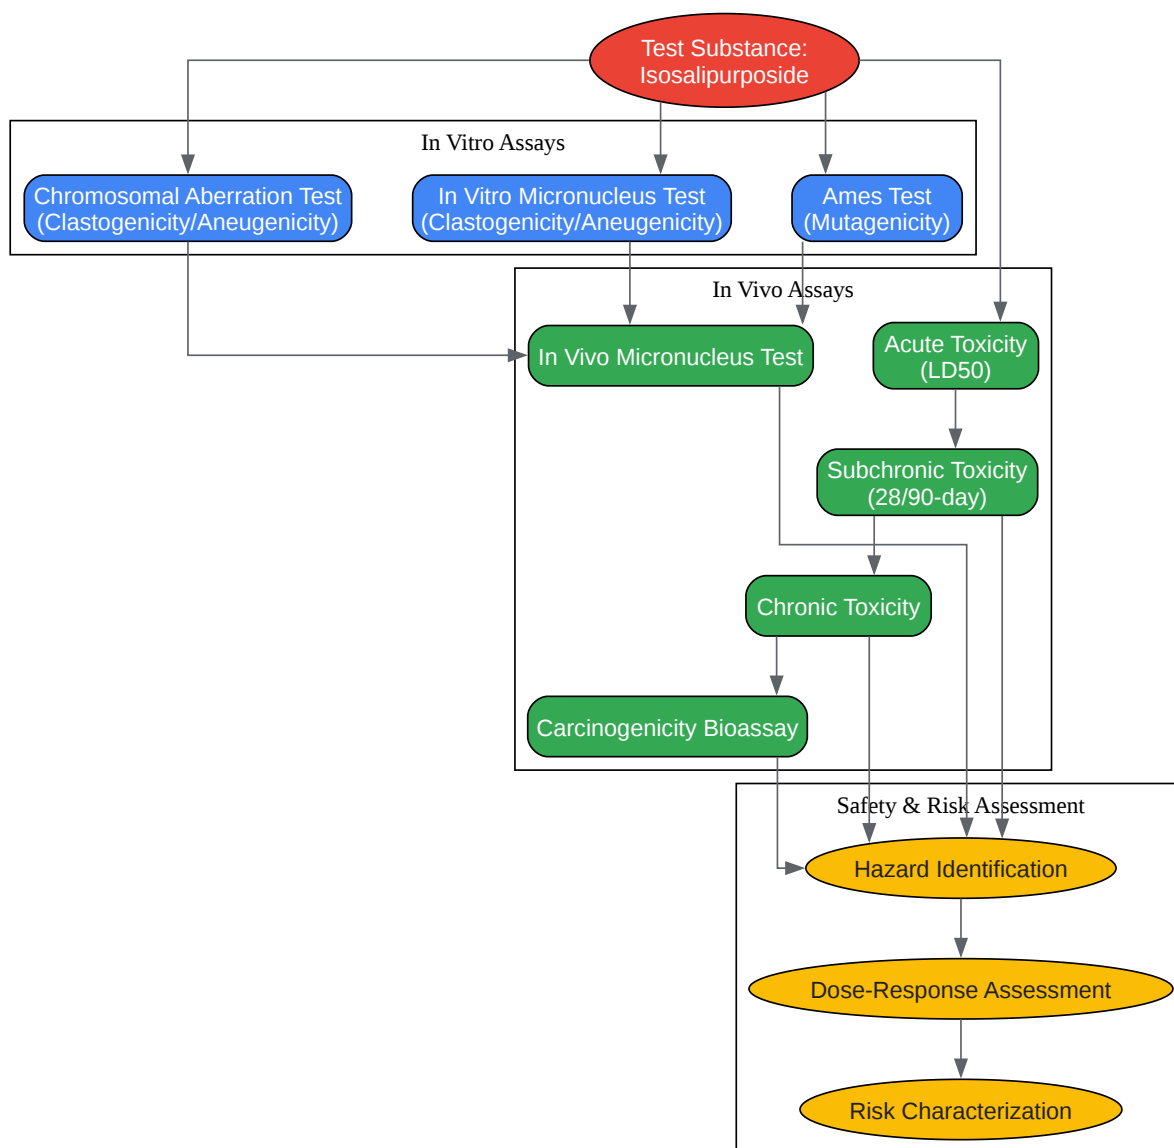 Test Substance:
Isosalipurposide
In Vitro Assays
Chromosomal Aberration Test
(Clastogenicity/Aneugenicity)
In Vitro Micronucleus Test
(Clastogenicity/Aneugenicity)
Ames Test
(Mutagenicity)
In Vivo Assays
In Vivo Micronucleus Test
Acute Toxicity
(LD50)
Subchronic Toxicity
(28/90-day)
Chronic Toxicity
Carcinogenicity Bioassay
Safety & Risk Assessment
Hazard Identification
Dose-Response Assessment
Risk Characterization